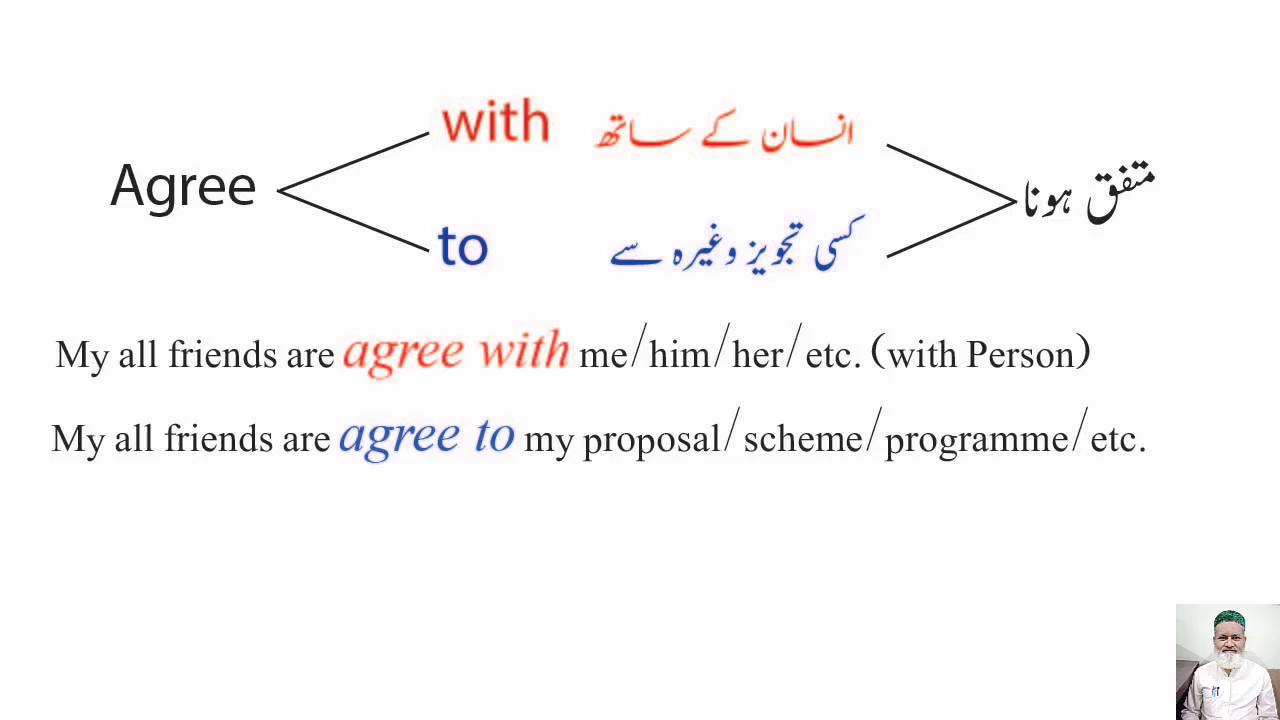 with انسان کے ساتھ
Agree متفق ہونا
to کسی تجویز وغیرہ سے
My all friends are agree with me/him/her/etc. (with Person)
My all friends are agree to my proposal/scheme/programme/etc.